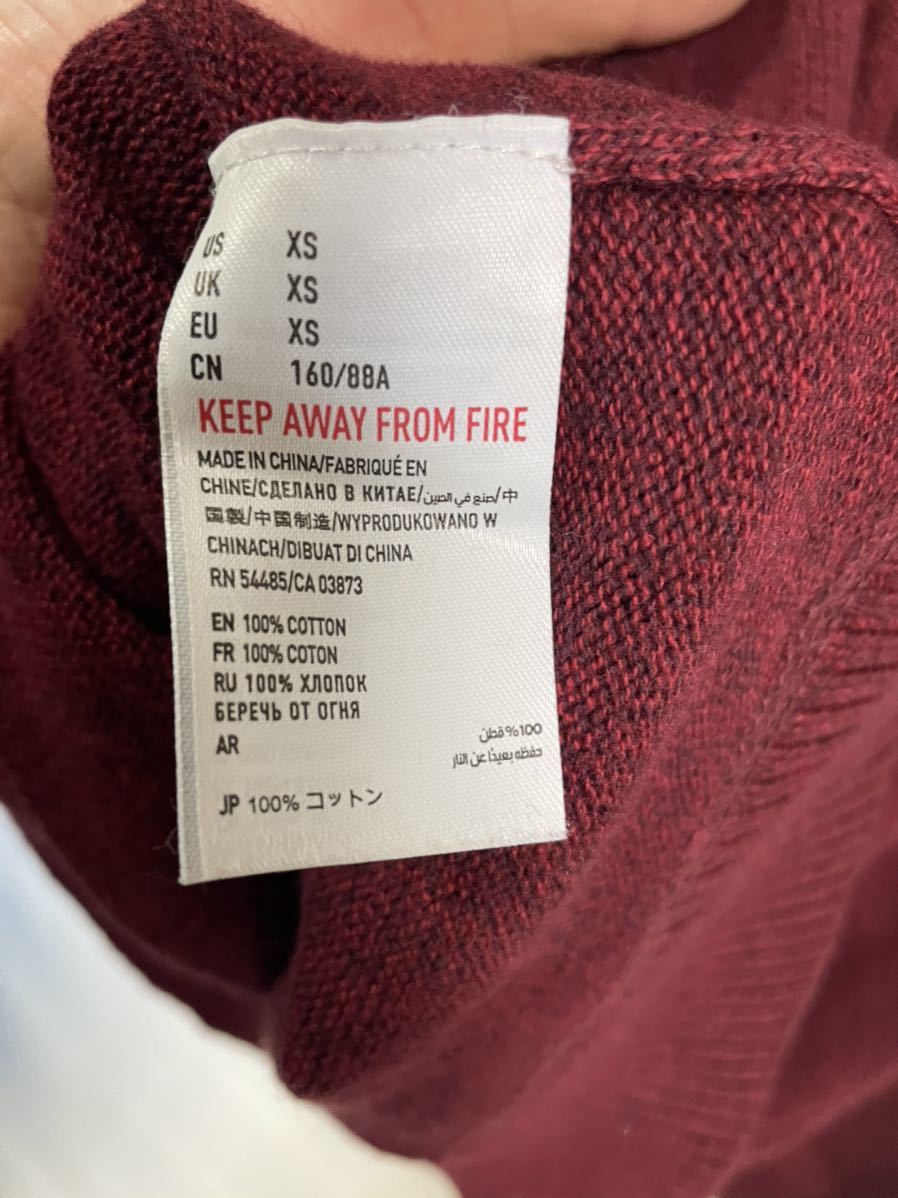 US XS
UK XS
EU XS
CN 160/88A
KEEP AWAY FROM FIRE
MADE IN CHINA/FABRIQUÉ EN
CHINE/СДЕЛАНО В КИТАЕ/صنع في الصين/中
国製/中国制造/WYPRODUKOWANO W
CHINACH/DIBUAT DI CHINA
RN 54485/CA 03873
EN 100% COTTON
FR 100% COTON
RU 100% ХЛОПОК
БЕРЕЧЬ ОТ ОГНЯ
AR 100% قطن
حفظه بعيدًا عن النار
JP 100% コットン